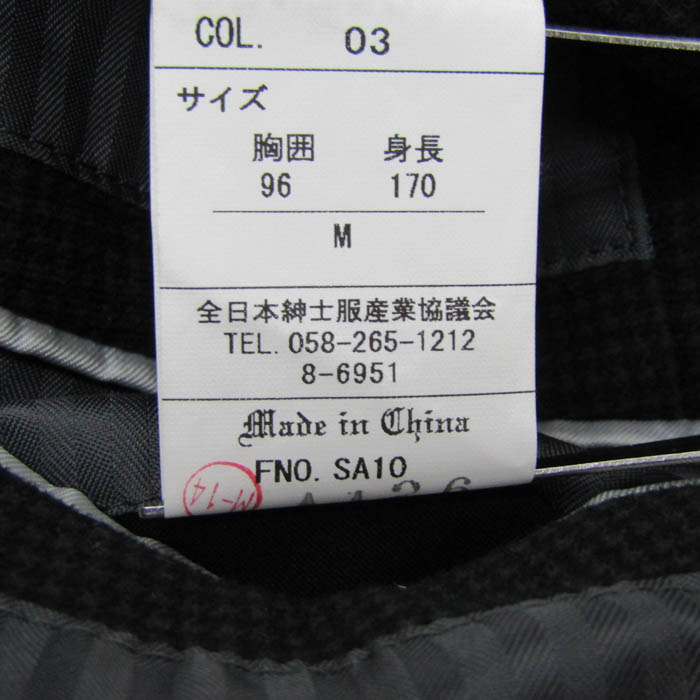 COL. 03
サイズ
胸囲 身長
96 170
M
全日本紳士服産業協議会
TEL. 058-265-1212
8-6951
Made in China
FNO. SA10
M-14